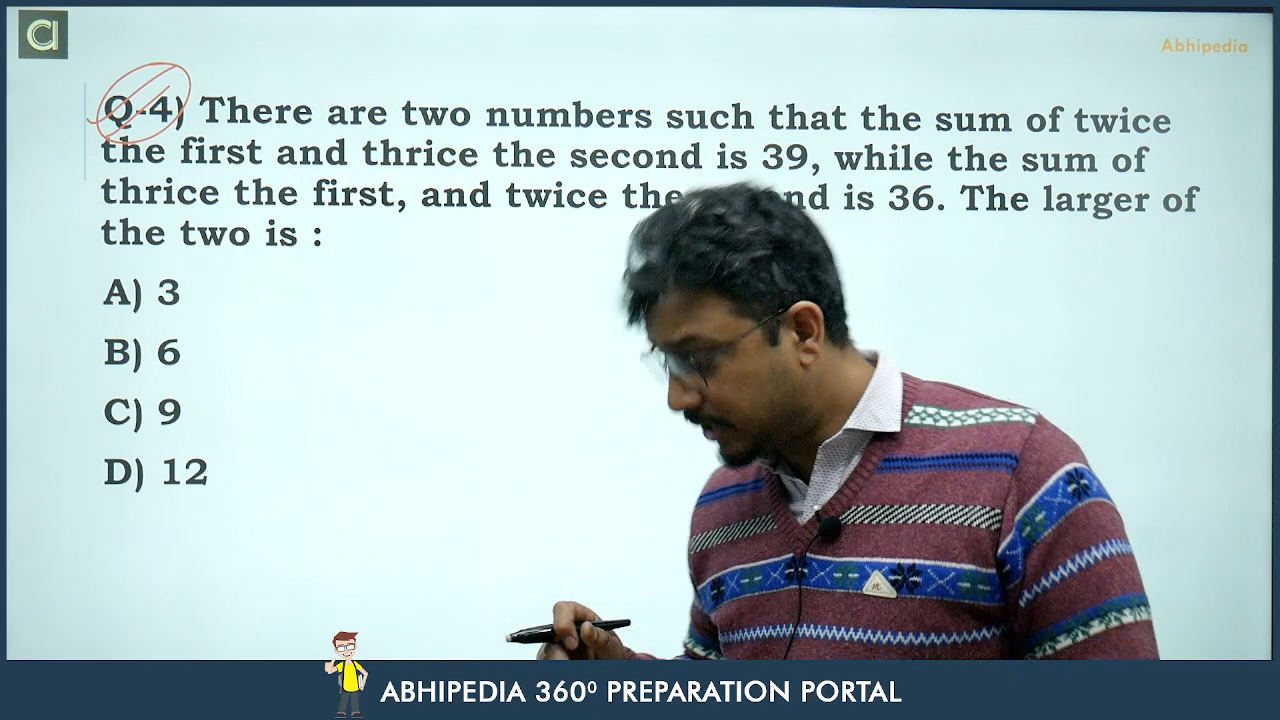 Abhipedia
Q-4) There are two numbers such that the sum of twice
the first and thrice the second is 39, while the sum of
thrice the first, and twice the is 36. The larger of
the two is :
A) 3
B) 6
C) 9
D) 12
ABHIPEDIA 360⁰ PREPARATION PORTAL